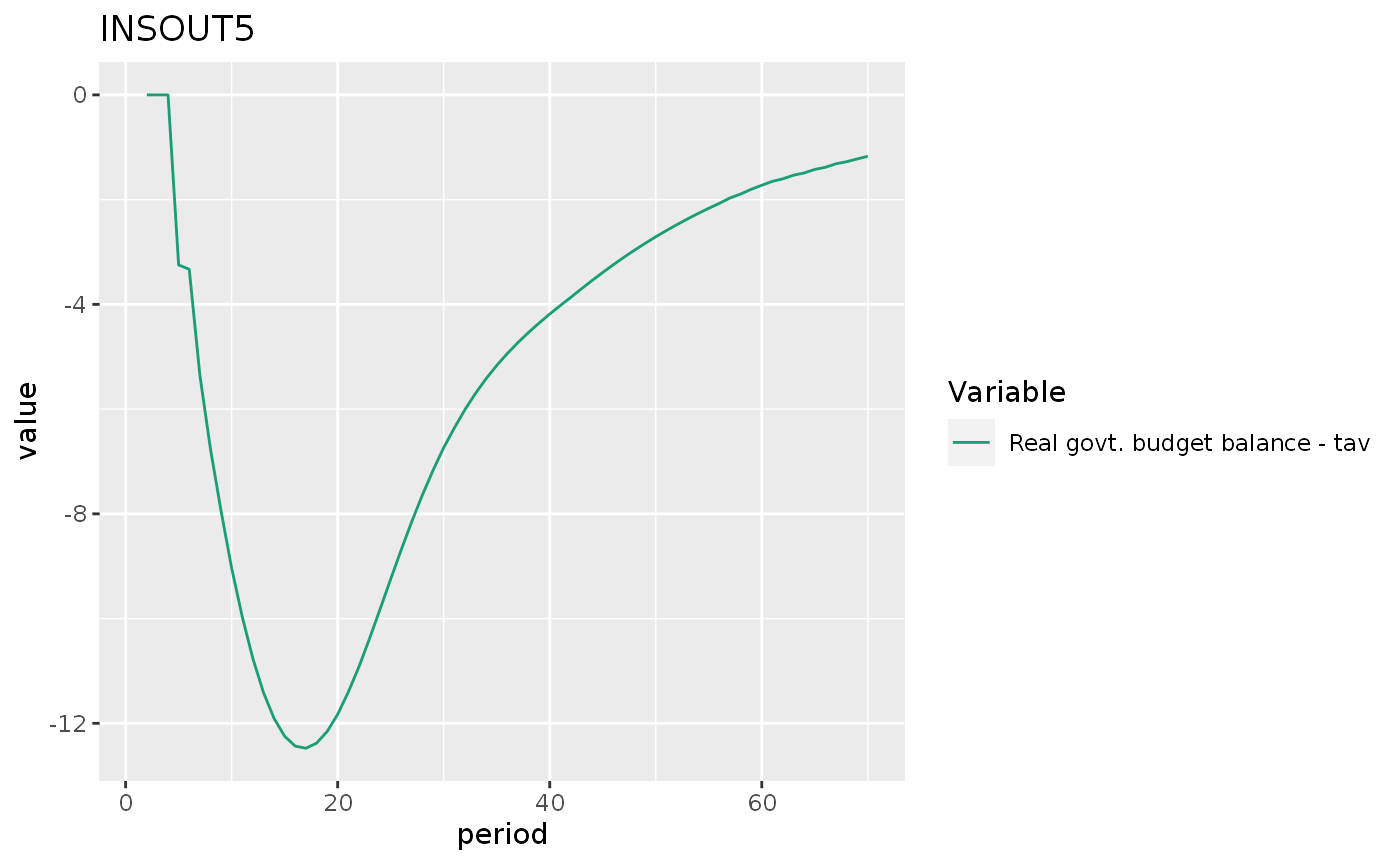 INSOUT5
0
-4
-8
-12
value
0 20 40 60
period
Variable
Real govt. budget balance - tav